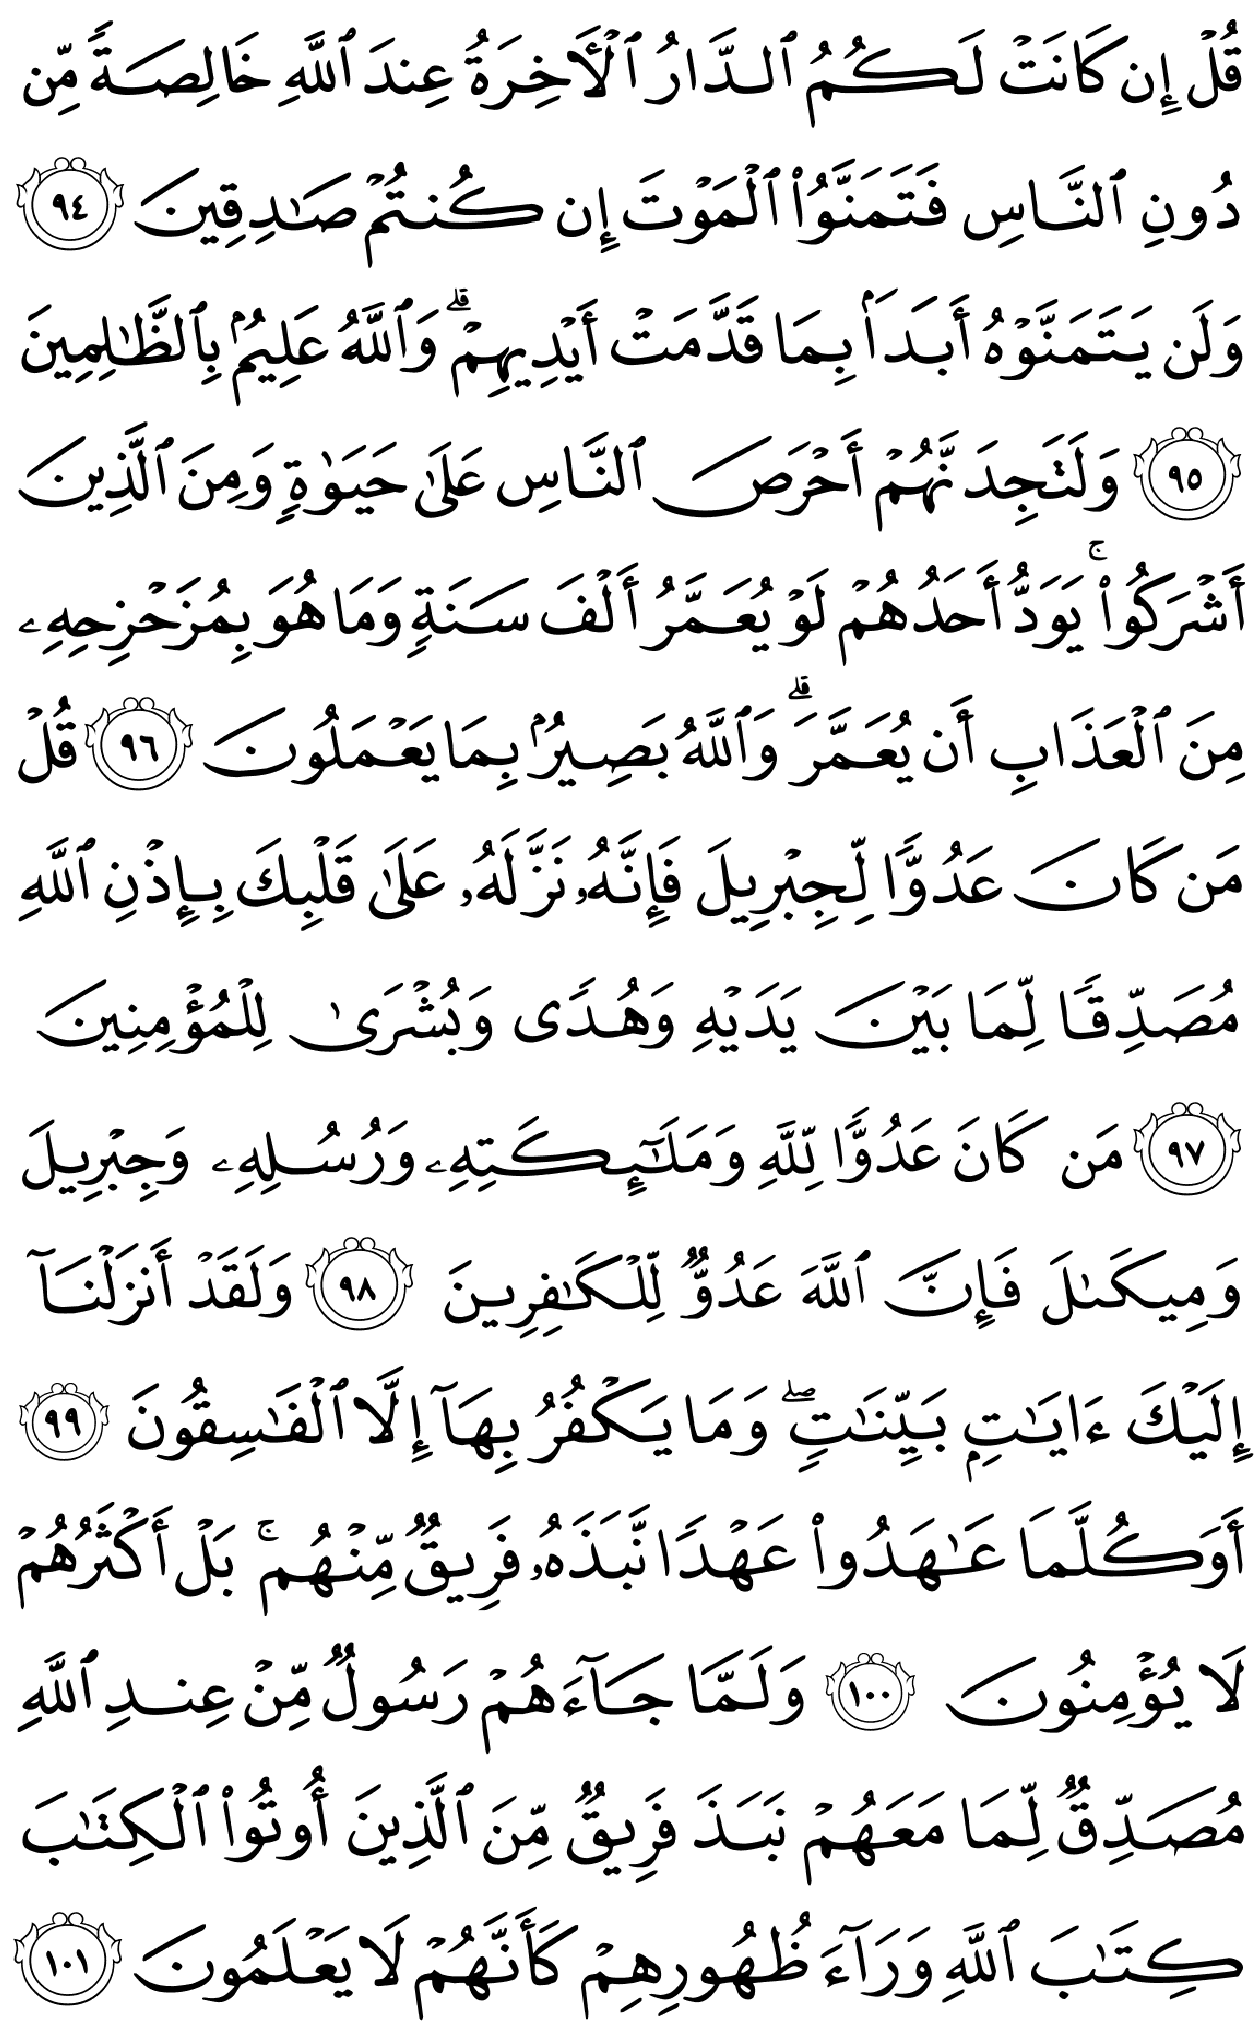 قُلْ إِن كَانَتْ لَكُمُ ٱلدَّارُ ٱلْأَخِرَةُ عِندَ ٱللَّهِ خَالِصَةً مِّن
دُونِ ٱلنَّاسِ فَتَمَنَّوُا۟ ٱلْمَوْتَ إِن كُنتُمْ صَـٰدِقِينَ ٩٤
وَلَن يَتَمَنَّوْهُ أَبَدَۢا بِمَا قَدَّمَتْ أَيْدِيهِمْ ۗ وَٱللَّهُ عَلِيمُۢ بِٱلظَّـٰلِمِينَ
٩٥ وَلَتَجِدَنَّهُمْ أَحْرَصَ ٱلنَّاسِ عَلَىٰ حَيَوٰةٍ وَمِنَ ٱلَّذِينَ
أَشْرَكُوا۟ ۚ يَوَدُّ أَحَدُهُمْ لَوْ يُعَمَّرُ أَلْفَ سَنَةٍ وَمَا هُوَ بِمُزَحْزِحِهِۦ
مِنَ ٱلْعَذَابِ أَن يُعَمَّرَ ۗ وَٱللَّهُ بَصِيرُۢ بِمَا يَعْمَلُونَ ٩٦ قُلْ
مَن كَانَ عَدُوًّا لِّجِبْرِيلَ فَإِنَّهُۥ نَزَّلَهُۥ عَلَىٰ قَلْبِكَ بِإِذْنِ ٱللَّهِ
مُصَدِّقًا لِّمَا بَيْنَ يَدَيْهِ وَهُدًى وَبُشْرَىٰ لِلْمُؤْمِنِينَ
٩٧ مَن كَانَ عَدُوًّا لِّلَّهِ وَمَلَـٰٓئِكَتِهِۦ وَرُسُلِهِۦ وَجِبْرِيلَ
وَمِيكَىٰلَ فَإِنَّ ٱللَّهَ عَدُوٌّ لِّلْكَـٰفِرِينَ ٩٨ وَلَقَدْ أَنزَلْنَآ
إِلَيْكَ ءَايَـٰتِۭ بَيِّنَـٰتٍ ۖ وَمَا يَكْفُرُ بِهَآ إِلَّا ٱلْفَـٰسِقُونَ ٩٩
أَوَكُلَّمَا عَـٰهَدُوا۟ عَهْدًا نَّبَذَهُۥ فَرِيقٌ مِّنْهُم ۚ بَلْ أَكْثَرُهُمْ
لَا يُؤْمِنُونَ ١٠٠ وَلَمَّا جَآءَهُمْ رَسُولٌ مِّنْ عِندِ ٱللَّهِ
مُصَدِّقٌ لِّمَا مَعَهُمْ نَبَذَ فَرِيقٌ مِّنَ ٱلَّذِينَ أُوتُوا۟ ٱلْكِتَـٰبَ
كِتَـٰبَ ٱللَّهِ وَرَآءَ ظُهُورِهِمْ كَأَنَّهُمْ لَا يَعْلَمُونَ ١٠١